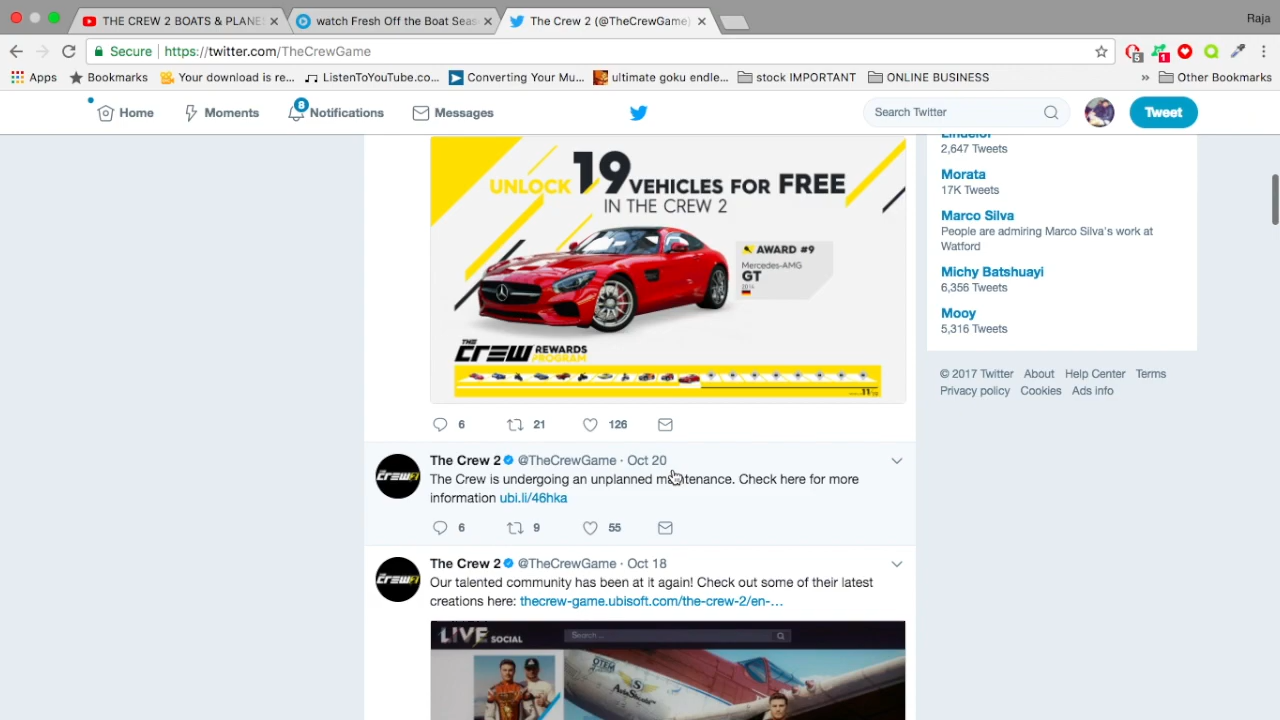 THE CREW 2 BOATS & PLANE
watch Fresh Off the Boat Seas
The Crew 2 (@TheCrewGame)
Raja
Secure
https://twitter.com/TheCrewGame
5
1
Apps
Bookmarks
Your download is re...
ListenToYouTube.co...
Converting Your Mu...
ultimate goku endle...
stock IMPORTANT
ONLINE BUSINESS
»
Other Bookmarks
Home
Moments
8
Notifications
Messages
Search Twitter
Tweet
UNLOCK 19 VEHICLES FOR FREE
IN THE CREW 2
AWARD #9
Mercedes-AMG
GT
2014
THE CREW REWARDS
PROGRAM
6 21 126
The Crew 2 @TheCrewGame · Oct 20
The Crew is undergoing an unplanned maintenance. Check here for more
information ubi.li/46hka
6 9 55
The Crew 2 @TheCrewGame · Oct 18
Our talented community has been at it again! Check out some of their latest
creations here: thecrew-game.ubisoft.com/the-crew-2/en-…
LIVE SOCIAL
Search ...
AviaShield
Lindelof
2,647 Tweets
Morata
17K Tweets
Marco Silva
People are admiring Marco Silva's work at
Watford
Michy Batshuayi
6,356 Tweets
Mooy
5,316 Tweets
© 2017 Twitter About Help Center Terms
Privacy policy Cookies Ads info